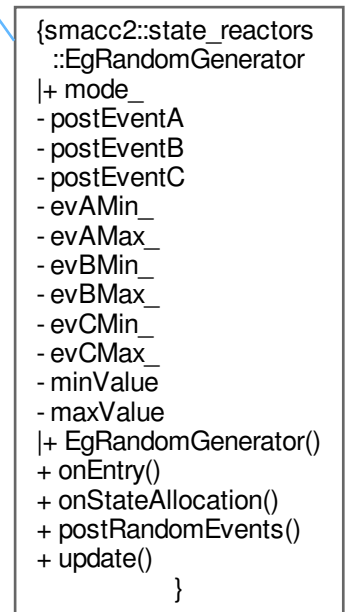 {smacc2::state_reactors
::EgRandomGenerator
|+ mode_
- postEventA
- postEventB
- postEventC
- evAMin_
- evAMax_
- evBMin_
- evBMax_
- evCMin_
- evCMax_
- minValue
- maxValue
|+ EgRandomGenerator()
+ onEntry()
+ onStateAllocation()
+ postRandomEvents()
+ update()
}